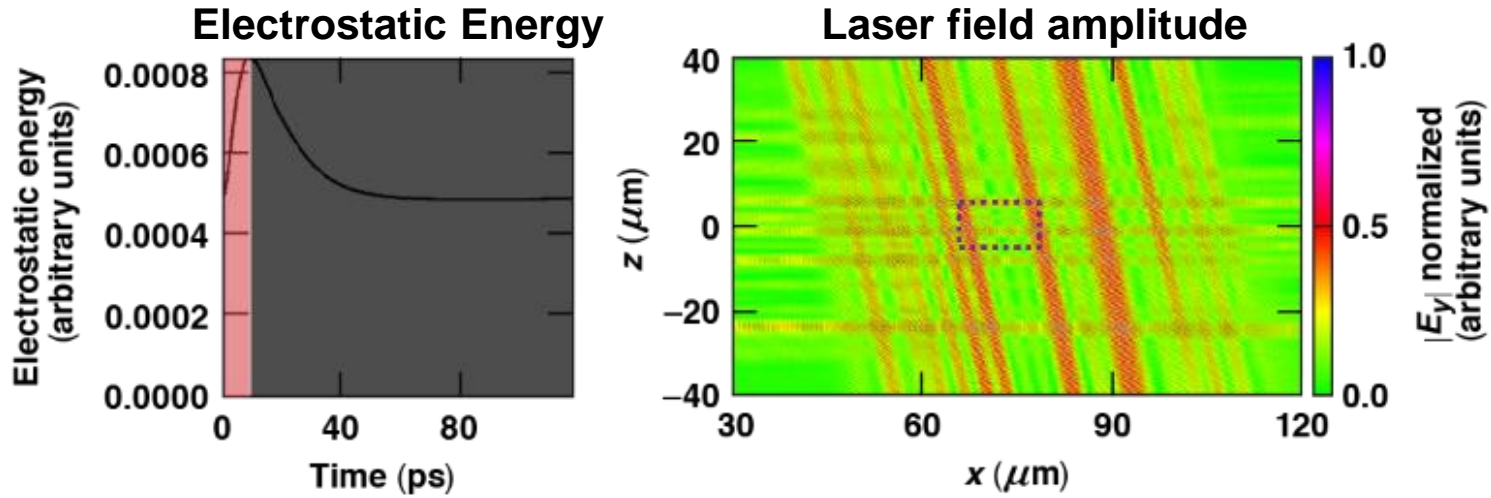 Electrostatic Energy
Electrostatic energy
(arbitrary units)
0.0008
0.0006
0.0004
0.0002
0.0000
0
40
80
Time (ps)
Laser field amplitude
z (μm)
40
20
0
−20
−40
30
60
90
120
x (μm)
1.0
0.5
0.0
|Ey| normalized
(arbitrary units)